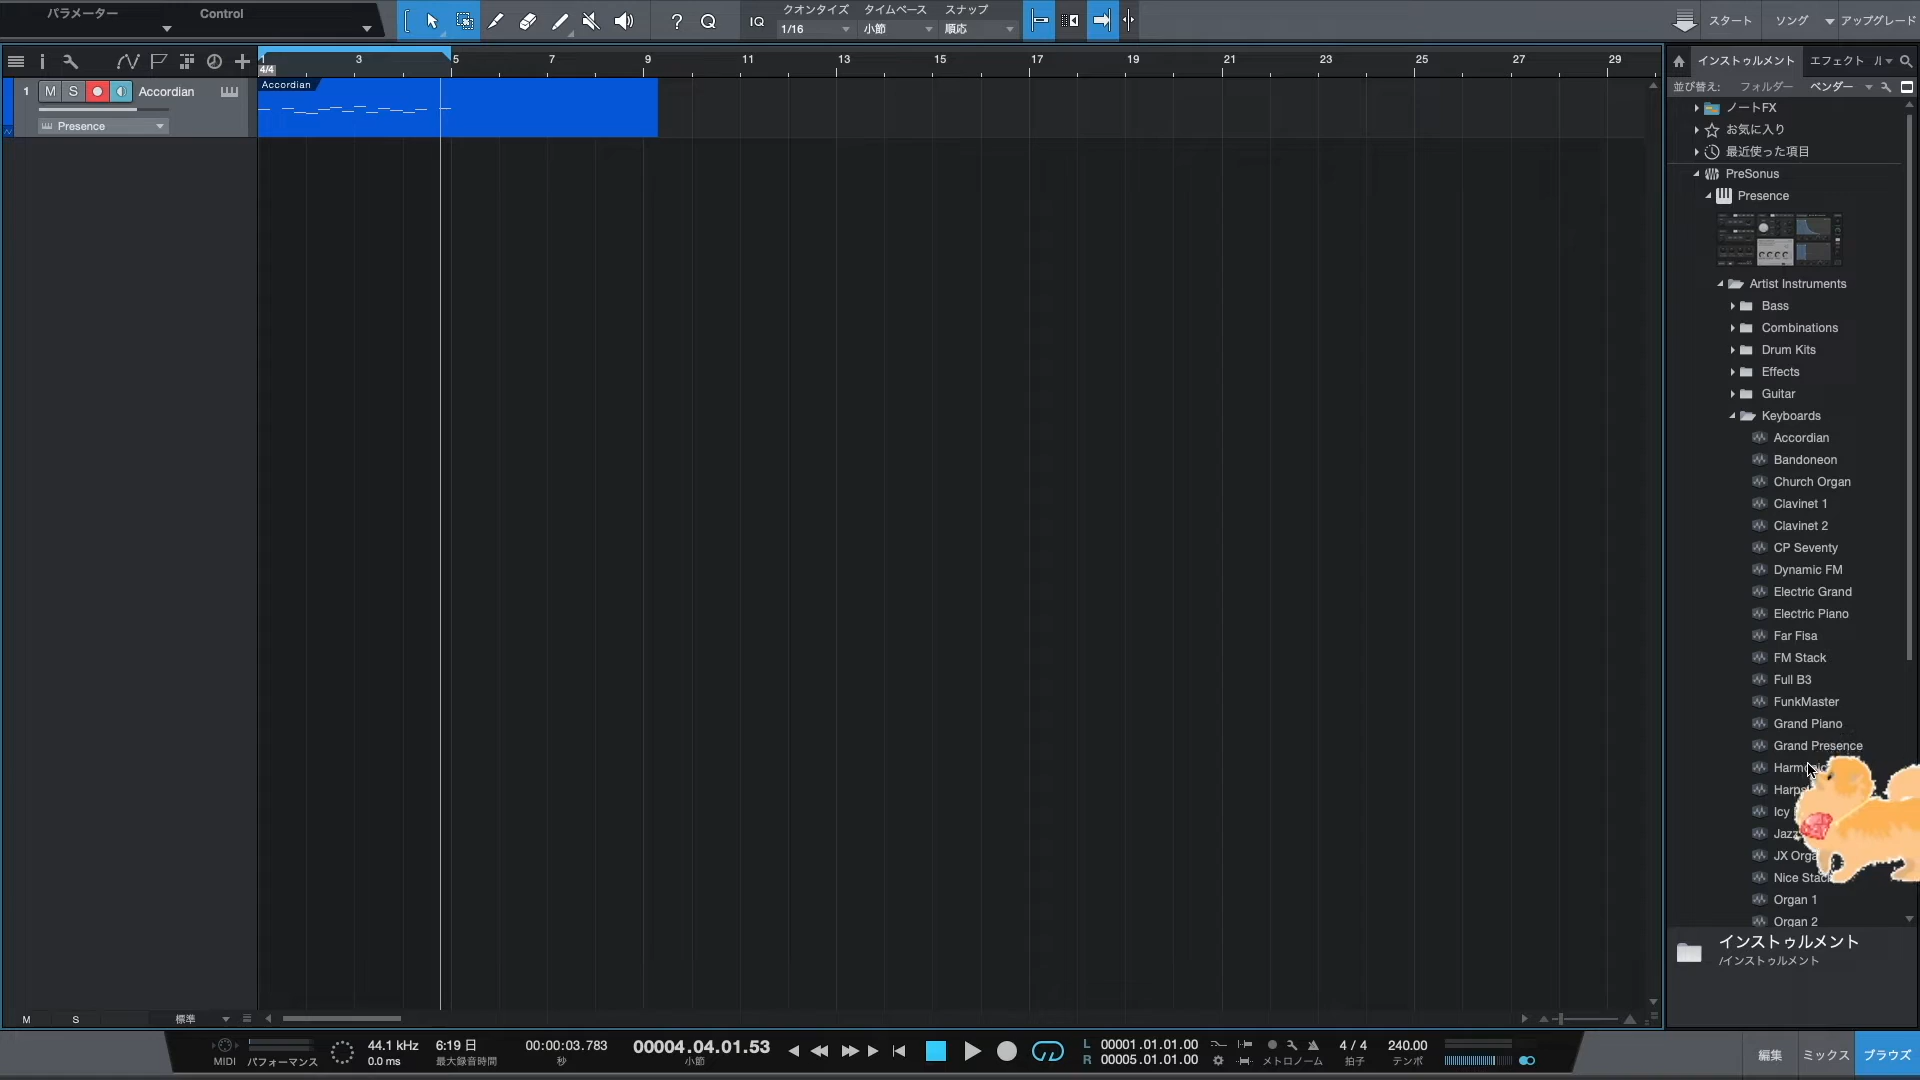 パラメーター
Control
クオンタイズ タイムベース スナップ
IQ 1/16 小節 順応
スタート ソング アップグレード
3 5 7 9 11 13 15 17 19 21 23 25 27 29
4/4
インストゥルメント エフェクト
並び替え: フォルダー ベンダー
1 M S Accordian
Presence
Accordian
ノートFX
お気に入り
最近使った項目
PreSonus
Presence
Artist Instruments
Bass
Combinations
Drum Kits
Effects
Guitar
Keyboards
Accordian
Bandoneon
Church Organ
Clavinet 1
Clavinet 2
CP Seventy
Dynamic FM
Electric Grand
Electric Piano
Far Fisa
FM Stack
Full B3
FunkMaster
Grand Piano
Grand Presence
Icy
JX Orga
Organ 1
Organ 2
インストゥルメント
/インストゥルメント
M S 標準
MIDI パフォーマンス
44.1 kHz
0.0 ms
6:19 日
最大録音時間
00:00:03.783
秒
00004.04.01.53
小節
L 00001.01.01.00
R 00005.01.01.00
メトロノーム
4 / 4
拍子
240.00
テンポ
編集 ミックス ブラウズ